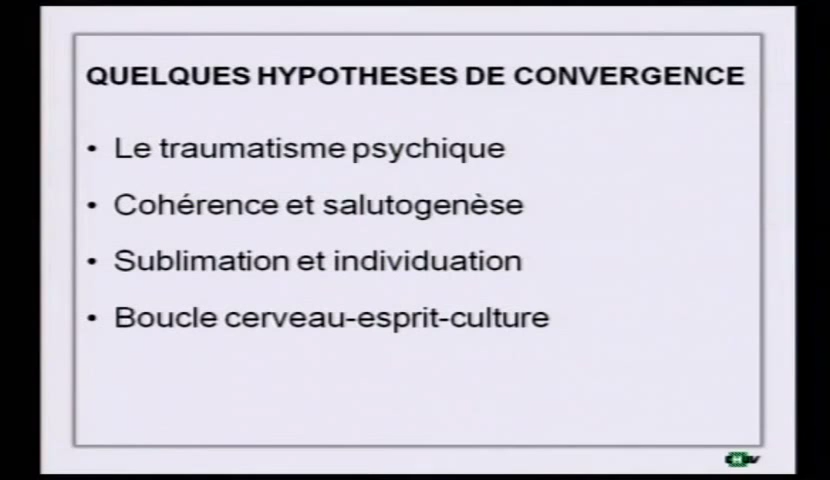 QUELQUES HYPOTHESES DE CONVERGENCE
• Le traumatisme psychique
• Cohérence et salutogenèse
• Sublimation et individuation
• Boucle cerveau-esprit-culture